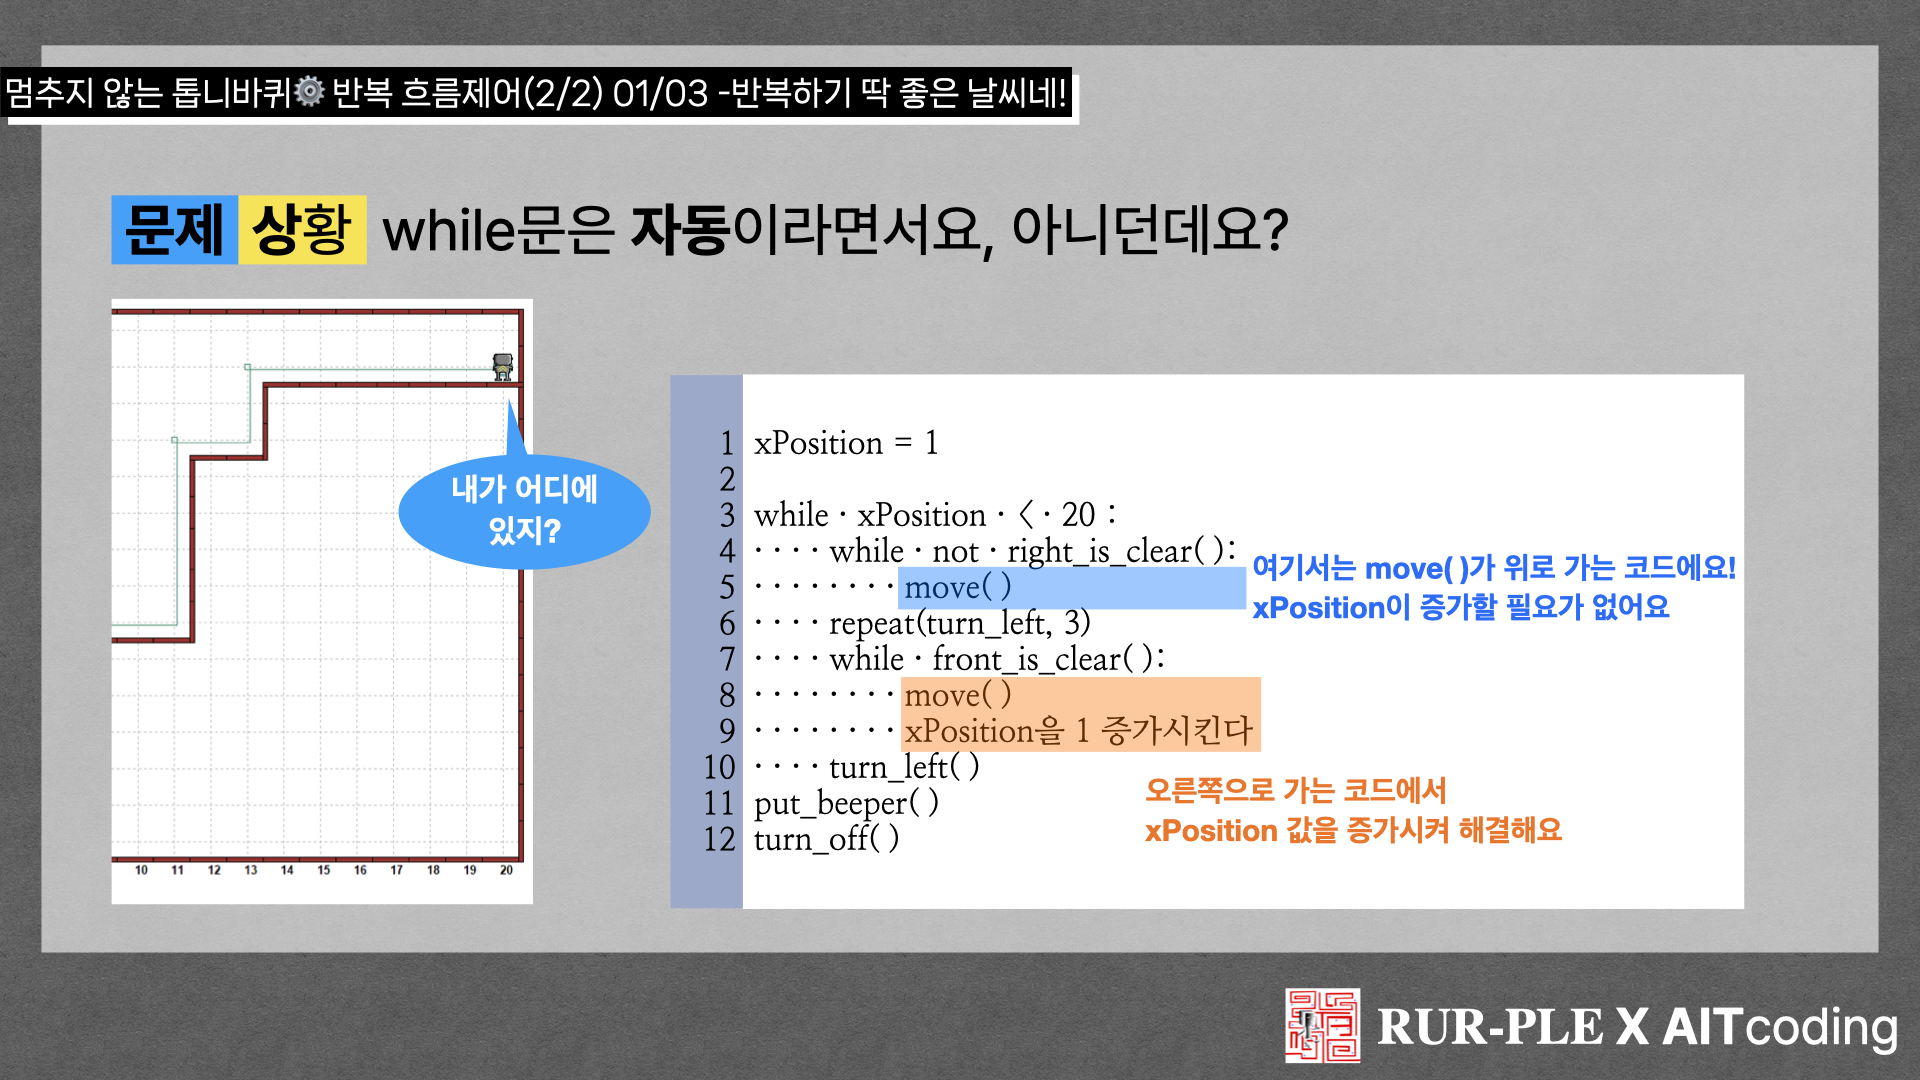 멈추지 않는 톱니바퀴⚙️ 반복 흐름제어(2/2) 01/03 -반복하기 딱 좋은 날씨네!
문제 상황 while문은 자동이라면서요, 아니던데요?
내가 어디에
있지?
10 11 12 13 14 15 16 17 18 19 20
1 xPosition = 1
2
3 while · xPosition · < · 20 :
4 · · · · while · not · right_is_clear( ):
5 · · · · · · · · move( )
6 · · · · repeat(turn_left, 3)
7 · · · · while · front_is_clear( ):
8 · · · · · · · · move( )
9 · · · · · · · · xPosition을 1 증가시킨다
10 · · · · turn_left( )
11 put_beeper( )
12 turn_off( )
여기서는 move( )가 위로 가는 코드에요!
xPosition이 증가할 필요가 없어요
오른쪽으로 가는 코드에서
xPosition 값을 증가시켜 해결해요
RUR-PLE X AITcoding